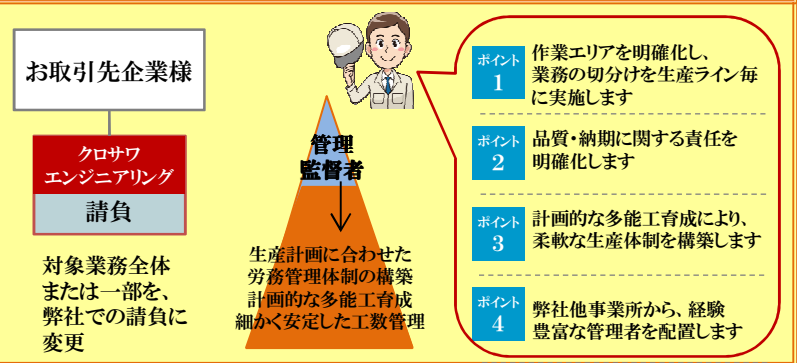 お取引先企業様
クロサワ
エンジニアリング
請負
対象業務全体
または一部を、
弊社での請負に
変更
管理
監督者
生産計画に合わせた
労務管理体制の構築
計画的な多能工育成
細かく安定した工数管理
ポイント
1
作業エリアを明確化し、
業務の切分けを生産ライン毎
に実施します
ポイント
2
品質・納期に関する責任を
明確化します
ポイント
3
計画的な多能工育成により、
柔軟な生産体制を構築します
ポイント
4
弊社他事業所から、経験
豊富な管理者を配置します